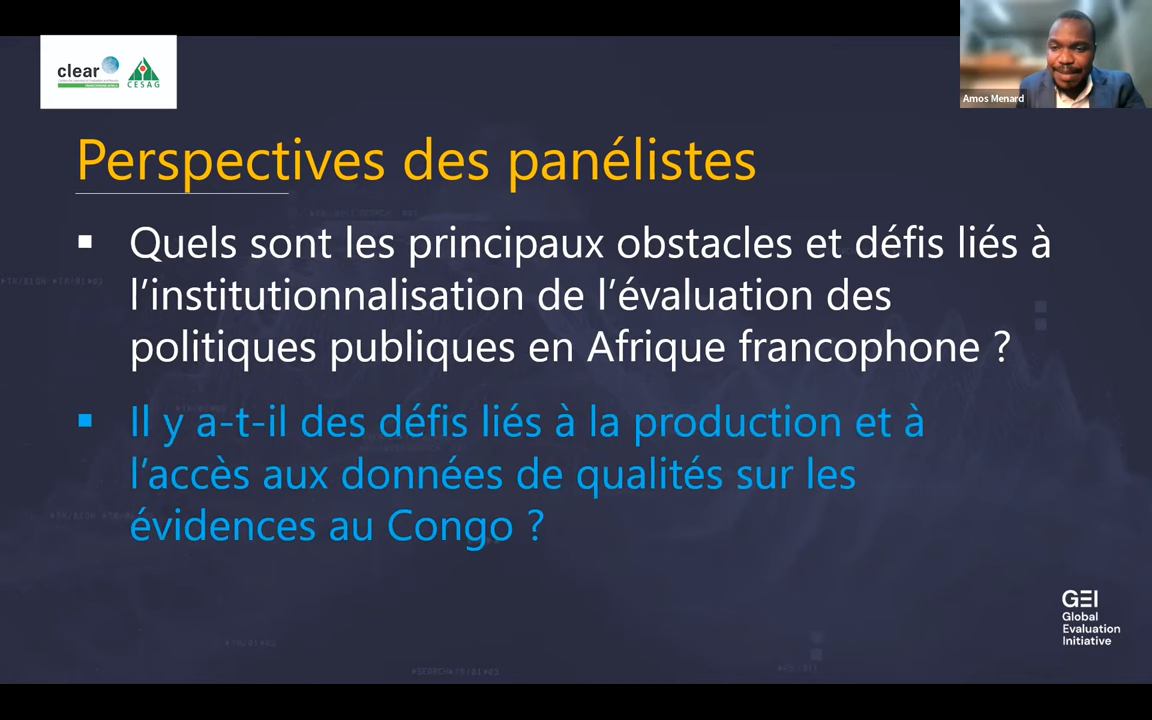 clear
CESAG
Amos Menard
Perspectives des panélistes
Quels sont les principaux obstacles et défis liés à
l’institutionnalisation de l’évaluation des
politiques publiques en Afrique francophone ?
Il y a-t-il des défis liés à la production et à
l’accès aux données de qualités sur les
évidences au Congo ?
GEI
Global
Evaluation
Initiative